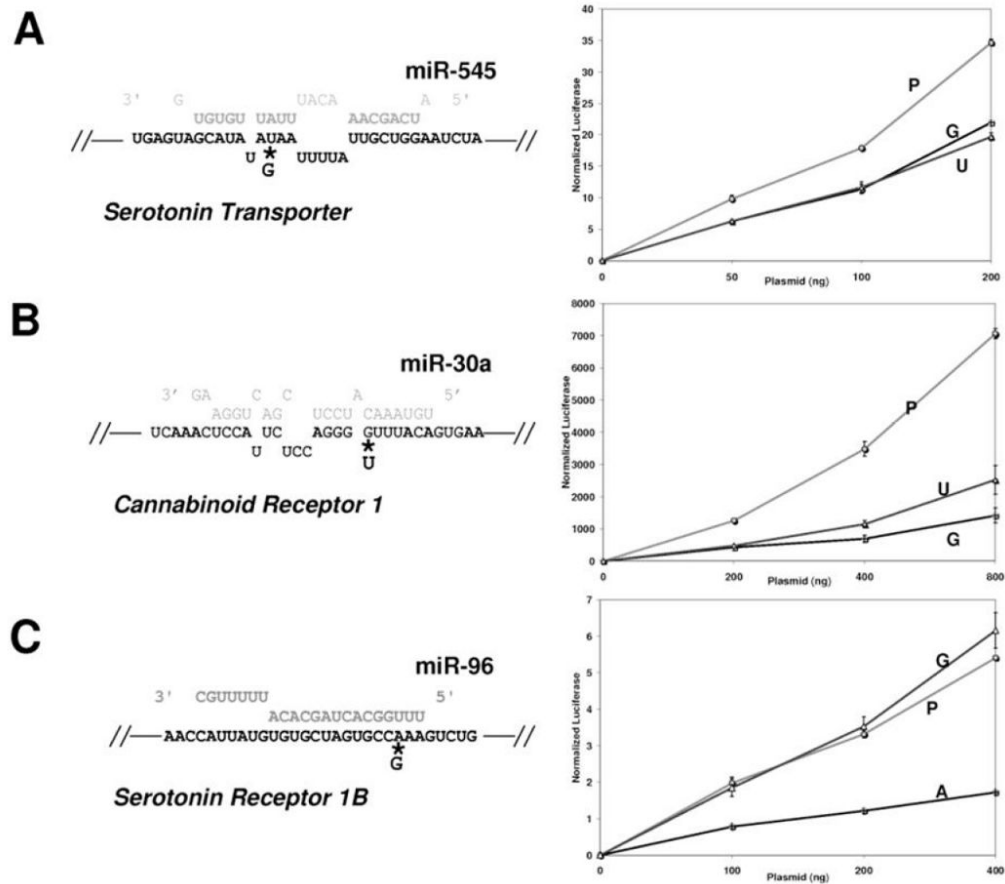 A
miR-545
3' G UACA A 5'
UGUGU UAUU AACGACU
// UGAGUAGCAUA AUAA UUGCUGGAAUCUA //
U * UUUUA
G
Serotonin Transporter
40
35
30
25
20
15
10
5
0
Normalized Luciferase
P
G
U
0 50 100 200
Plasmid (ng)
B
miR-30a
3' GA C C A 5'
AGGU AG UCCU CAAAUGU
// UCAAACUCCA UC AGGG GUUUACAGUGAA //
U UCC *
U
Cannabinoid Receptor 1
8000
7000
6000
5000
4000
3000
2000
1000
0
Normalized Luciferase
P
U
G
0 200 400 800
Plasmid (ng)
C
miR-96
3' CGUUUUU 5'
ACACGAUCACGGUUU
// AACCAUUAUGUGUGCUAGUGCCAAAGUCUG //
*
G
Serotonin Receptor 1B
7
6
5
4
3
2
1
0
Normalized Luciferase
G
P
A
100 200 400
Plasmid (ng)